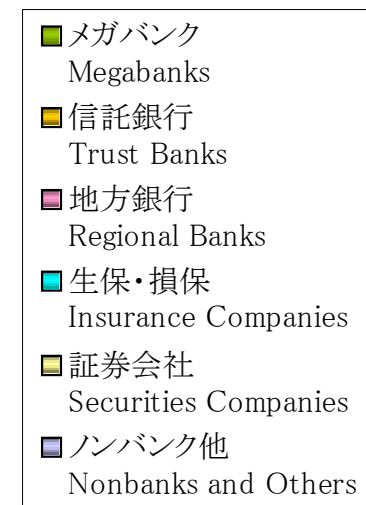 メガバンク
Megabanks
信託銀行
Trust Banks
地方銀行
Regional Banks
生保・損保
Insurance Companies
証券会社
Securities Companies
ノンバンク他
Nonbanks and Others